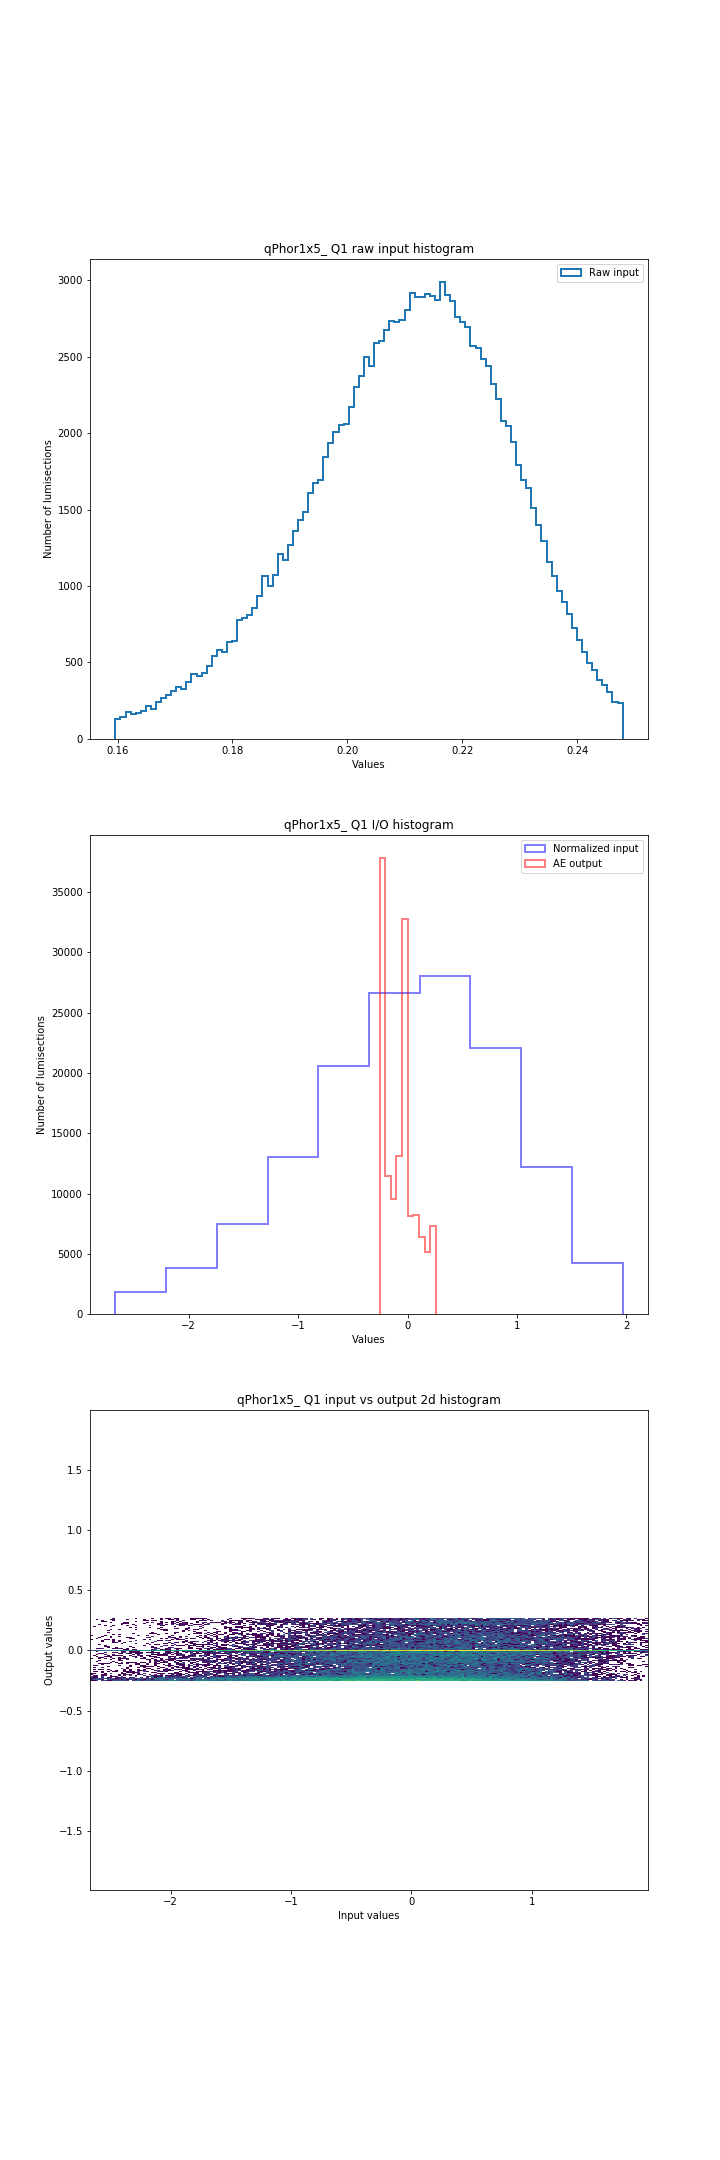 qPhor1x5_ Q1 raw input histogram
Raw input
3000
2500
2000
1500
1000
500
0
Number of lumisections
0.16 0.18 0.20 0.22 0.24
Values
qPhor1x5_ Q1 I/O histogram
Normalized input
AE output
35000
30000
25000
20000
15000
10000
5000
0
Number of lumisections
−2 −1 0 1 2
Values
qPhor1x5_ Q1 input vs output 2d histogram
1.5
1.0
0.5
0.0
−0.5
−1.0
−1.5
Output values
−2 −1 0 1
Input values